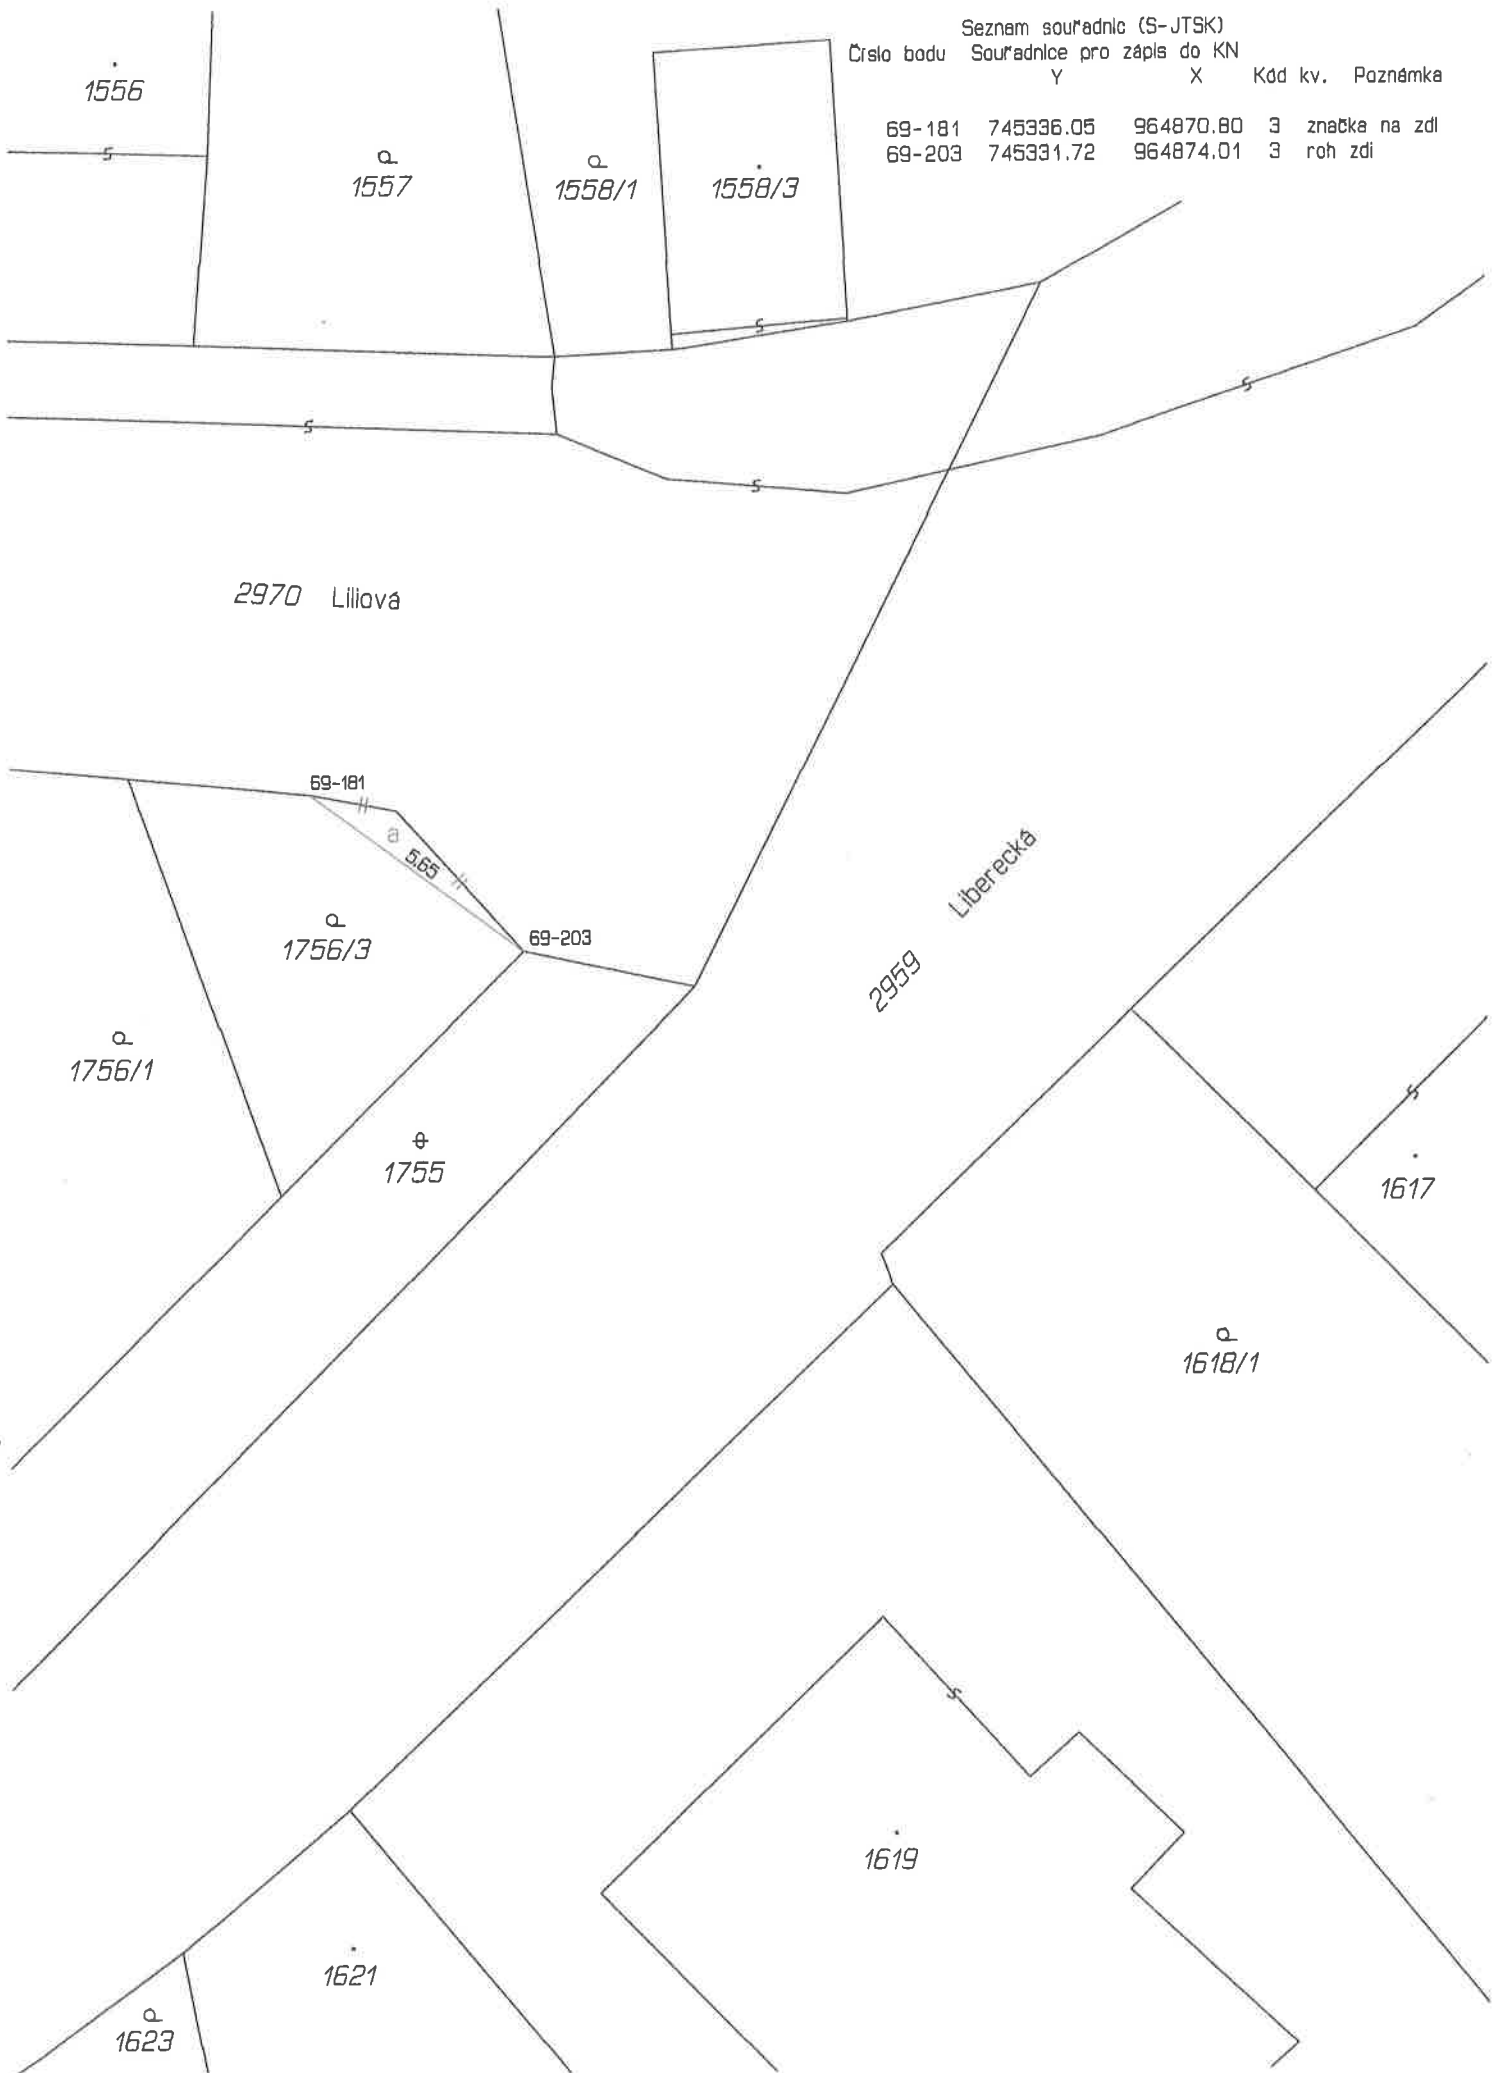 Seznam souřadnic (S-JTSK)
Číslo bodu Souřadnice pro zápis do KN
Y X Kód kv. Poznámka
69-181 745336.05 964870.80 3 značka na zdi
69-203 745331.72 964874.01 3 roh zdi
1556
1557
1558/1
1558/3
2970 Liliová
69-181
a
5.65
69-203
1756/3
1756/1
1755
Liberecká
2959
1617
1618/1
1619
1621
1623